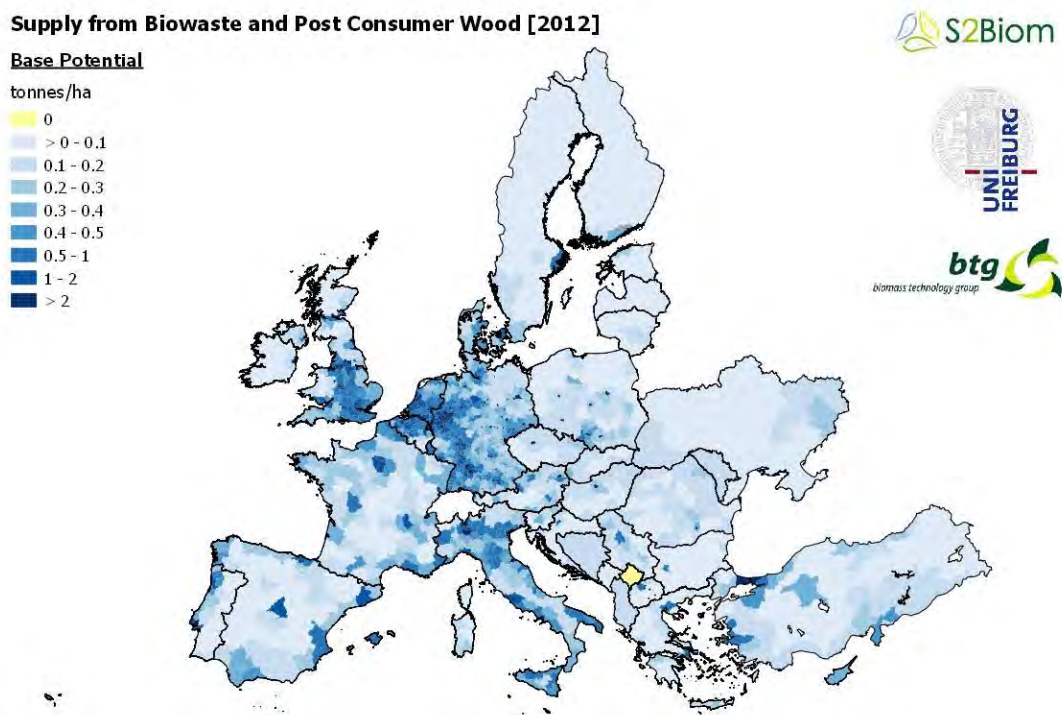 Supply from Biowaste and Post Consumer Wood [2012]
Base Potential
tonnes/ha
0
> 0 - 0.1
0.1 - 0.2
0.2 - 0.3
0.3 - 0.4
0.4 - 0.5
0.5 - 1
1 - 2
> 2
S2Biom
UNI
FREIBURG
btg
biomass technology group